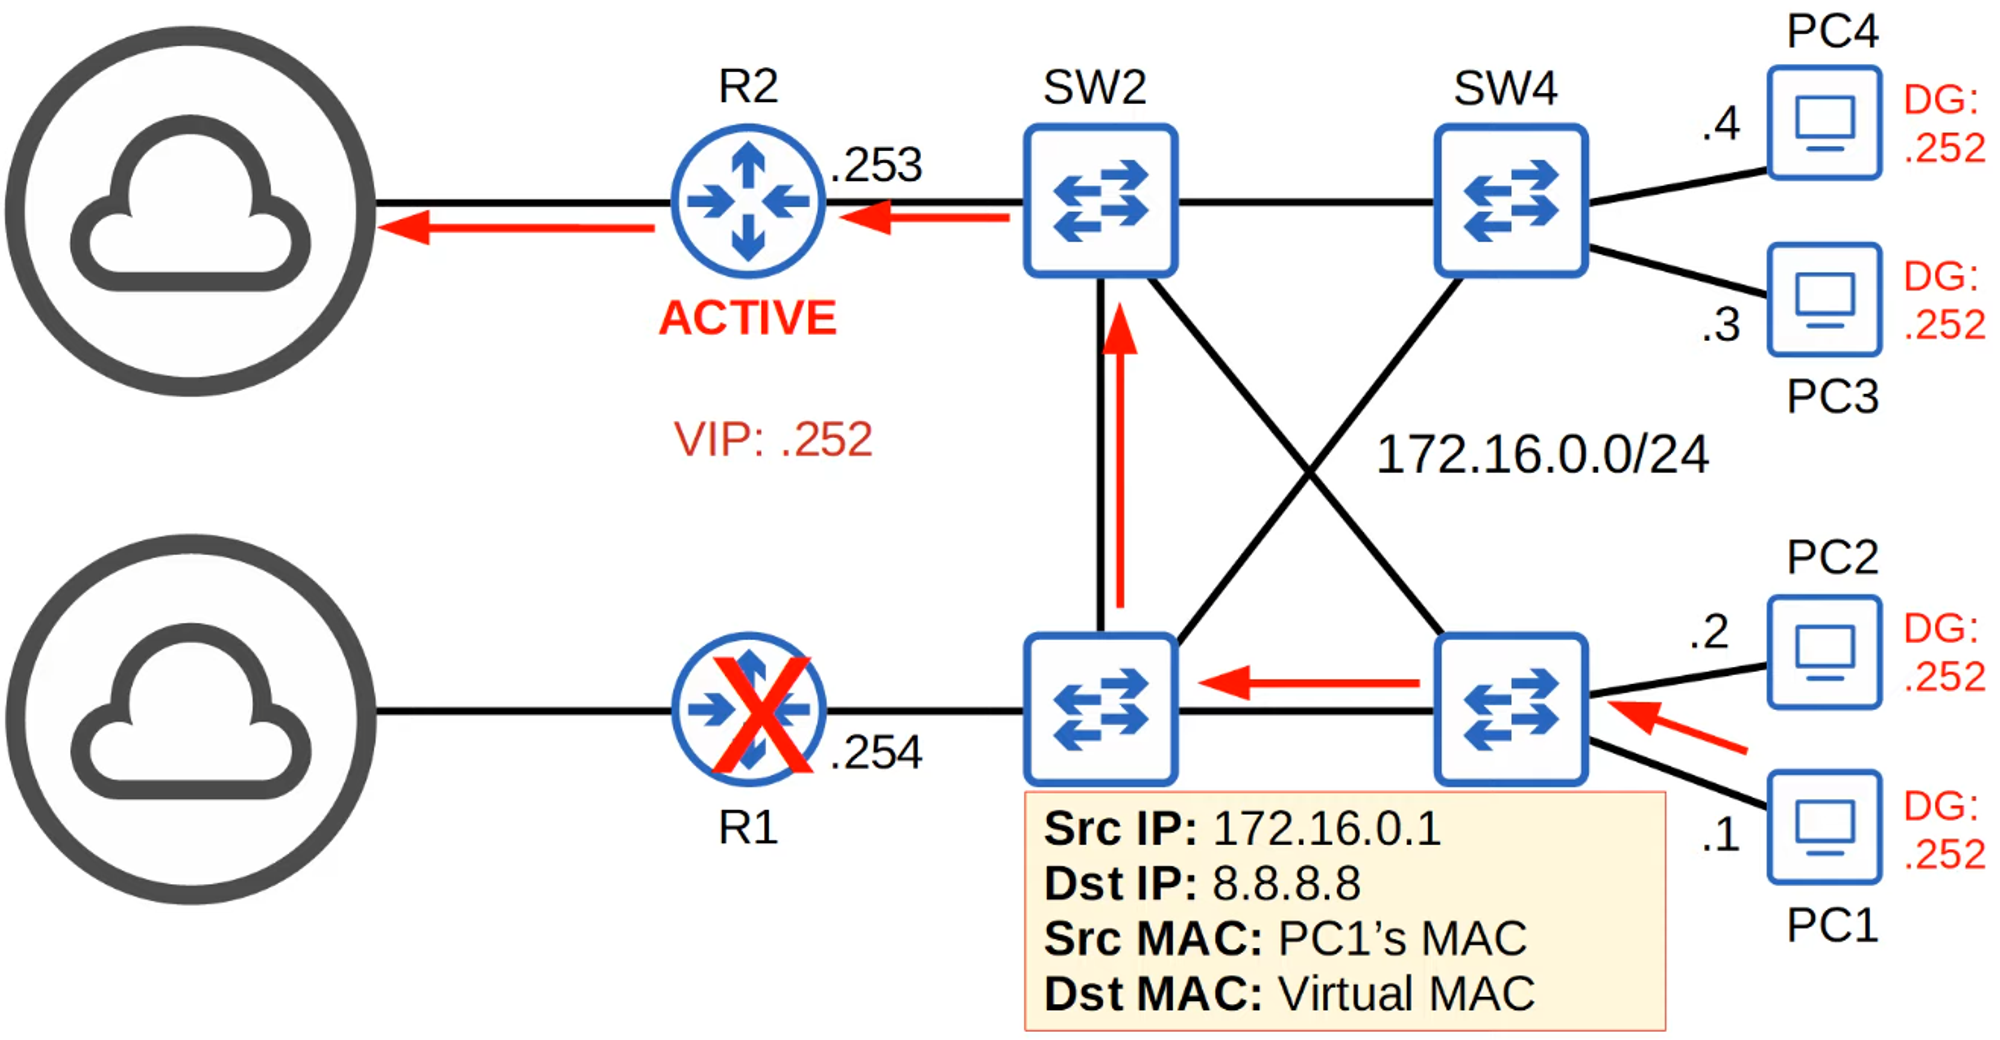 PC4
R2
SW2
SW4
DG:
.252
.4
.253
DG:
.252
.3
ACTIVE
PC3
VIP: .252
172.16.0.0/24
PC2
DG:
.252
.2
.254
DG:
.252
.1
R1
PC1
Src IP: 172.16.0.1
Dst IP: 8.8.8.8
Src MAC: PC1’s MAC
Dst MAC: Virtual MAC